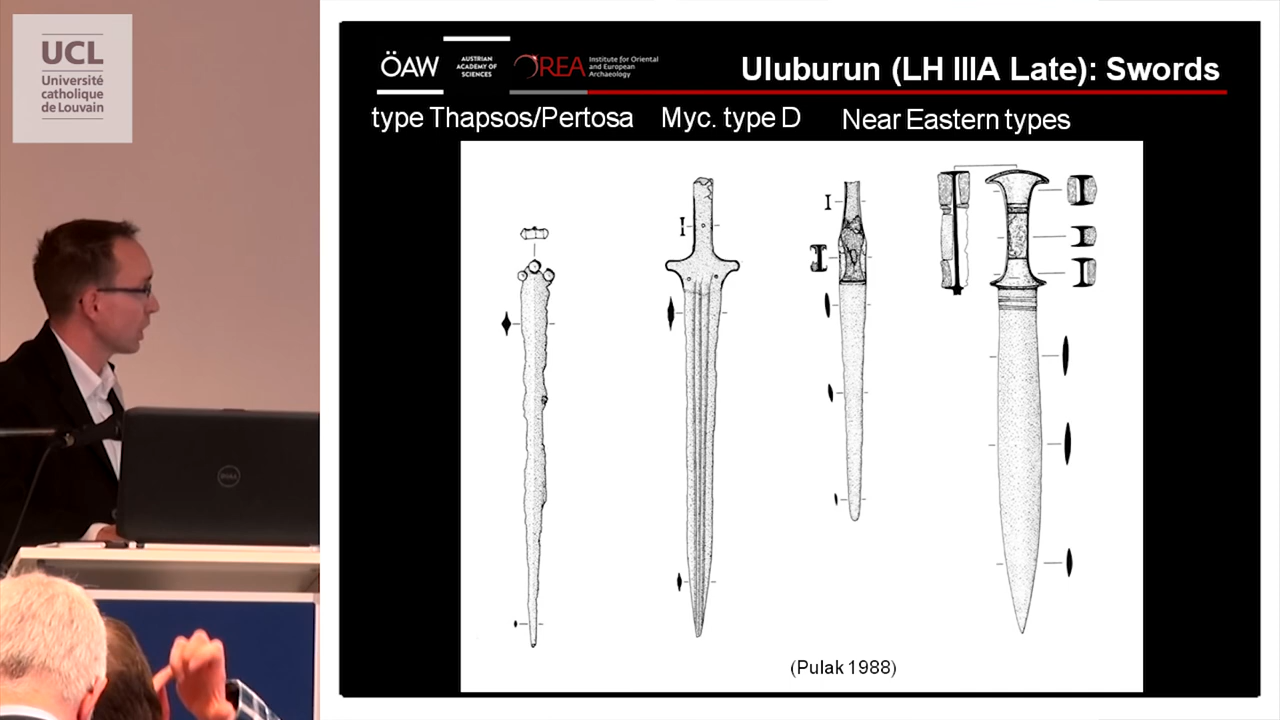 UCL
Université
catholique
de Louvain
ÖAW
AUSTRIAN
ACADEMY OF
SCIENCES
OREA
Institute for Oriental
and European
Archaeology
Uluburun (LH IIIA Late): Swords
type Thapsos/Pertosa
Myc. type D
Near Eastern types
(Pulak 1988)
DELL